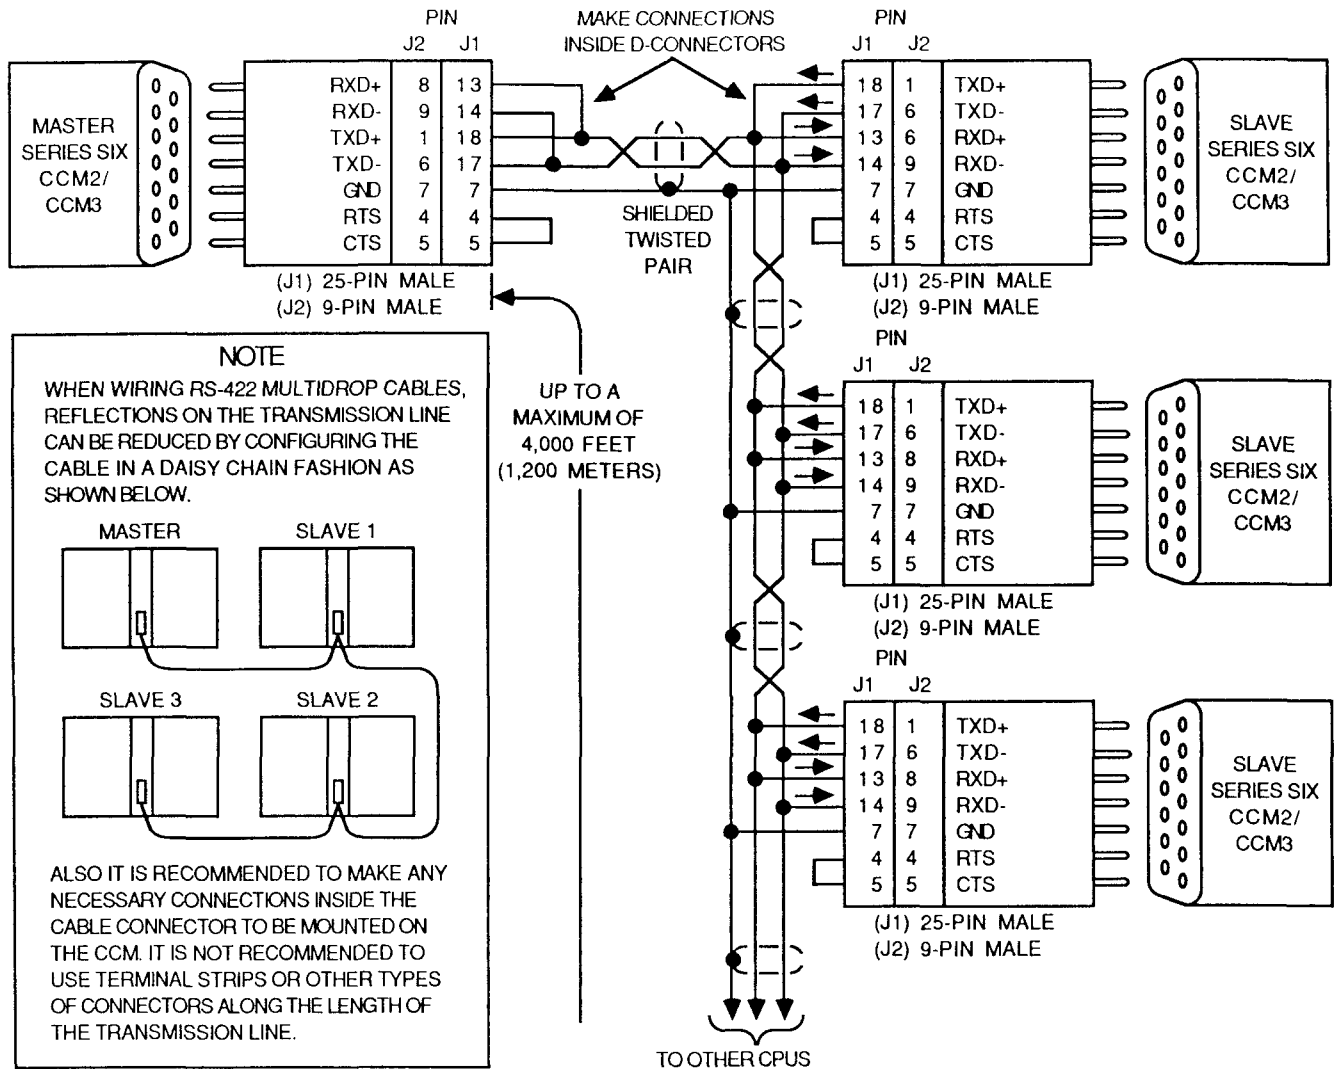 PIN
J2 J1
MASTER
SERIES SIX
CCM2/
CCM3
RXD+ 8 13
RXD- 9 14
TXD+ 1 18
TXD- 6 17
GND 7 7
RTS 4 4
CTS 5 5
(J1) 25-PIN MALE
(J2) 9-PIN MALE
MAKE CONNECTIONS
INSIDE D-CONNECTORS
SHIELDED
TWISTED
PAIR
UP TO A
MAXIMUM OF
4,000 FEET
(1,200 METERS)
PIN
J1 J2
18 1 TXD+
17 6 TXD-
13 6 RXD+
14 9 RXD-
7 7 GND
4 4 RTS
5 5 CTS
(J1) 25-PIN MALE
(J2) 9-PIN MALE
SLAVE
SERIES SIX
CCM2/
CCM3
PIN
J1 J2
18 1 TXD+
17 6 TXD-
13 8 RXD+
14 9 RXD-
7 7 GND
4 4 RTS
5 5 CTS
(J1) 25-PIN MALE
(J2) 9-PIN MALE
SLAVE
SERIES SIX
CCM2/
CCM3
PIN
J1 J2
18 1 TXD+
17 6 TXD-
13 8 RXD+
14 9 RXD-
7 7 GND
4 4 RTS
5 5 CTS
(J1) 25-PIN MALE
(J2) 9-PIN MALE
SLAVE
SERIES SIX
CCM2/
CCM3
TO OTHER CPUS
NOTE
WHEN WIRING RS-422 MULTIDROP CABLES,
REFLECTIONS ON THE TRANSMISSION LINE
CAN BE REDUCED BY CONFIGURING THE
CABLE IN A DAISY CHAIN FASHION AS
SHOWN BELOW.
MASTER SLAVE 1
SLAVE 3 SLAVE 2
ALSO IT IS RECOMMENDED TO MAKE ANY
NECESSARY CONNECTIONS INSIDE THE
CABLE CONNECTOR TO BE MOUNTED ON
THE CCM. IT IS NOT RECOMMENDED TO
USE TERMINAL STRIPS OR OTHER TYPES
OF CONNECTORS ALONG THE LENGTH OF
THE TRANSMISSION LINE.